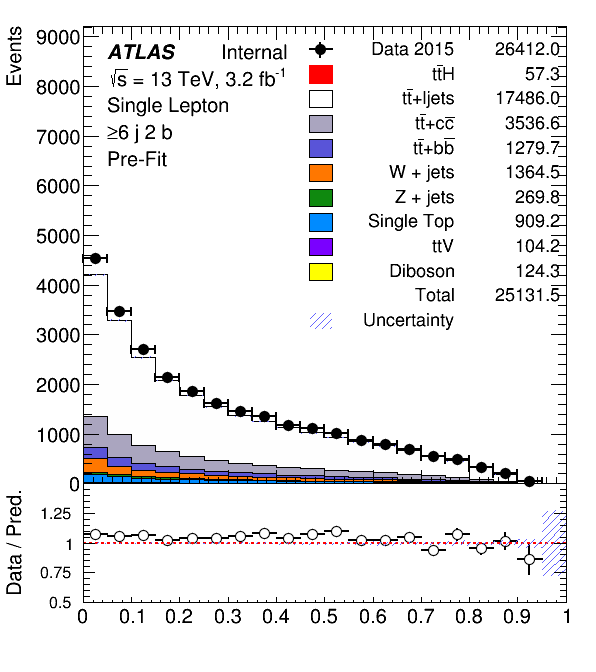 Events
9000
8000
7000
6000
5000
4000
3000
2000
1000
0
ATLAS Internal
√s = 13 TeV, 3.2 fb⁻¹
Single Lepton
≥6 j 2 b
Pre-Fit
Data 2015 26412.0
tt̄H 57.3
tt̄+ljets 17486.0
tt̄+cc̄ 3536.6
tt̄+bb̄ 1279.7
W + jets 1364.5
Z + jets 269.8
Single Top 909.2
ttV 104.2
Diboson 124.3
Total 25131.5
Uncertainty
Data / Pred.
1.25
1
0.75
0.5
0 0.1 0.2 0.3 0.4 0.5 0.6 0.7 0.8 0.9 1